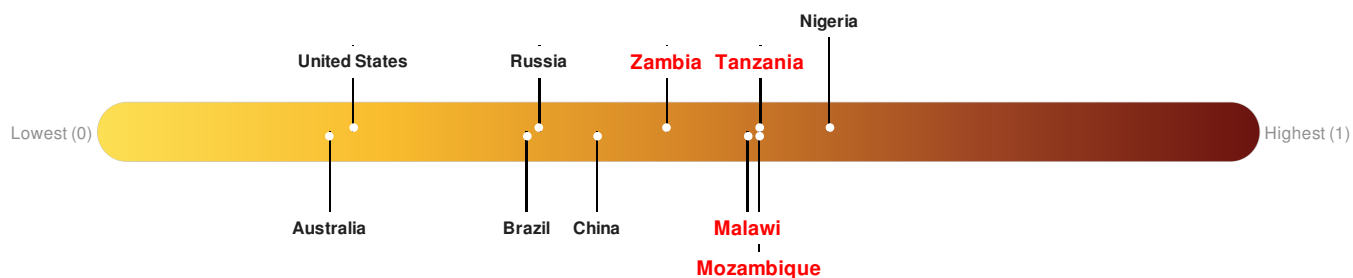 Nigeria
United States
Russia
Zambia
Tanzania
Lowest (0)
Highest (1)
Australia
Brazil
China
Malawi
Mozambique